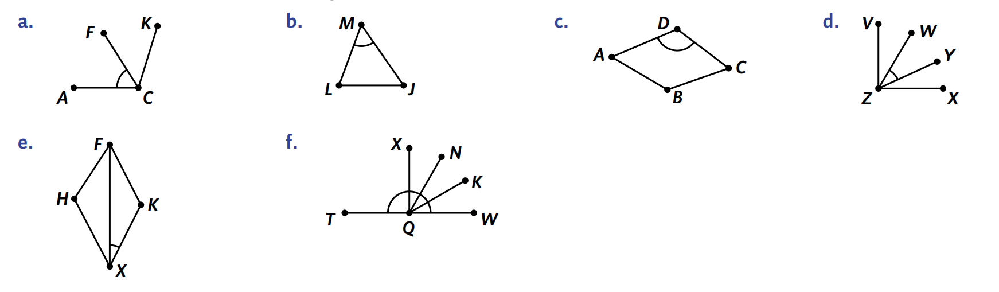 a. F K A C
b. M L J
c. D A C B
d. V W Y Z X
e. F H K X
f. X N K T W Q